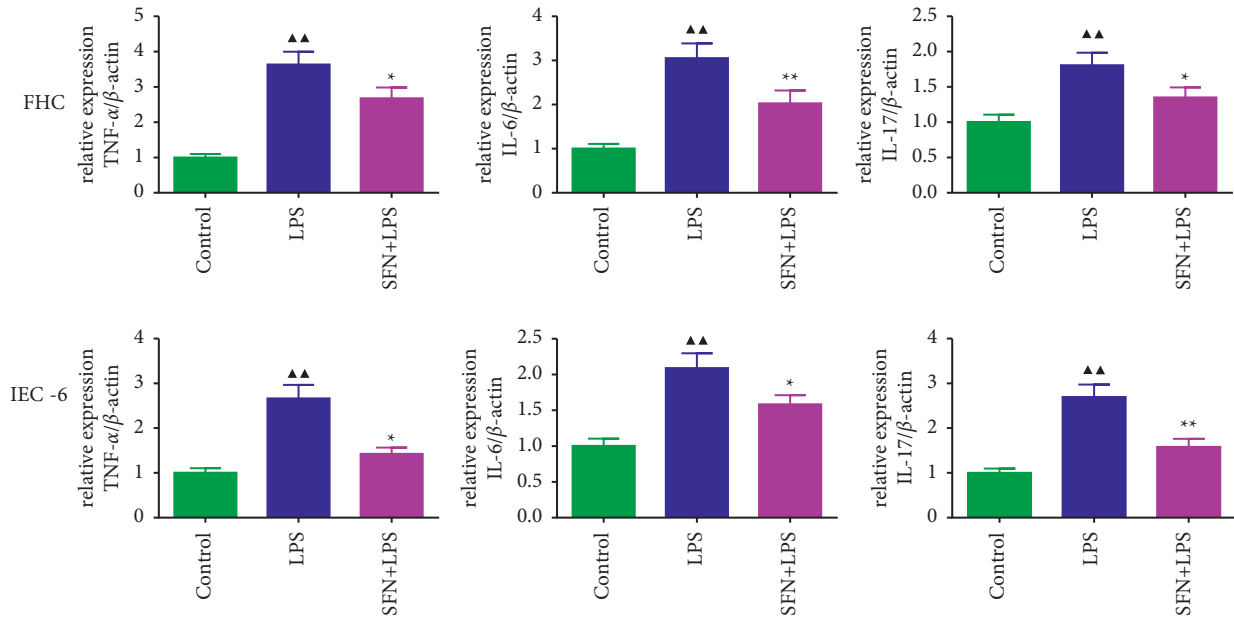 FHC
relative expression
TNF-α/β-actin
5
4
3
2
1
0
▲▲
*
Control
LPS
SFN+LPS
relative expression
IL-6/β-actin
4
3
2
1
0
▲▲
**
Control
LPS
SFN+LPS
relative expression
IL-17/β-actin
2.5
2.0
1.5
1.0
0.5
0.0
▲▲
*
Control
LPS
SFN+LPS
IEC -6
relative expression
TNF-α/β-actin
4
3
2
1
0
▲▲
*
Control
LPS
SFN+LPS
relative expression
IL-6/β-actin
2.5
2.0
1.5
1.0
0.5
0.0
▲▲
*
Control
LPS
SFN+LPS
relative expression
IL-17/β-actin
4
3
2
1
0
▲▲
**
Control
LPS
SFN+LPS